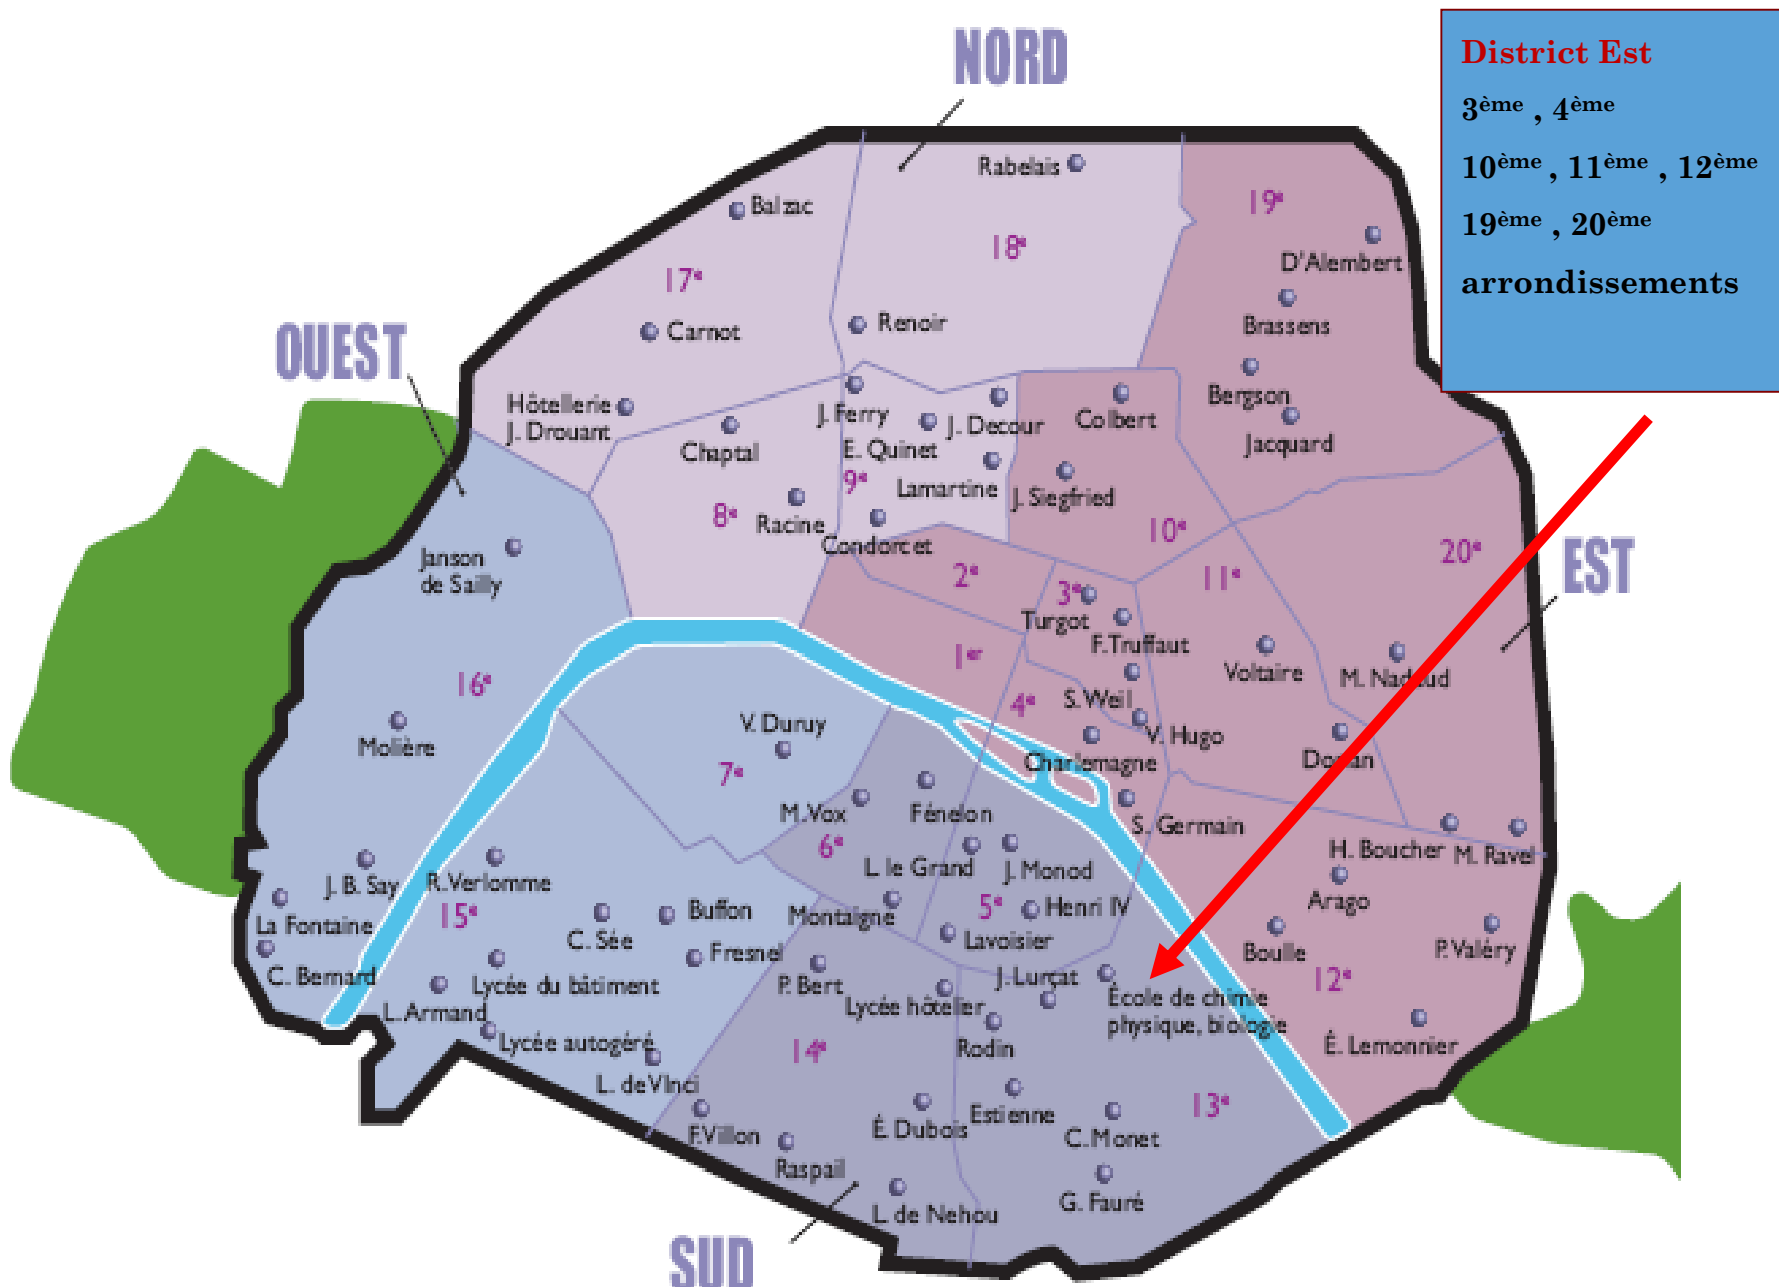 NORD
District Est
3ème , 4ème
10ème , 11ème , 12ème
19ème , 20ème
arrondissements
Rabelais
Balzac
19e
18e
D'Alembert
17e
Brassens
Renoir
Carnot
OUEST
Bergson
Hôtellerie
J. Drouant
J. Ferry
J. Decour
Colbert
Jacquard
Chaptal
E. Quinet
9e
Lamartine
J. Siegfried
8e
Racine
10e
Condorcet
20e
EST
Janson
de Sailly
2e
3e
11e
Turgot
F. Truffaut
1er
Voltaire
M. Nadaud
16e
4e
S. Weil
V. Duruy
V. Hugo
Molière
Charlemagne
Dorian
7e
M. Vox
Fénelon
S. Germain
6e
H. Boucher
M. Ravel
L. le Grand
J. Monod
J. B. Say
R. Verlomme
Arago
La Fontaine
15e
Buffon
Montaigne
5e
Henri IV
C. Sée
Lavoisier
Boulle
P. Valéry
Fresnel
C. Bernard
Lycée du bâtiment
P. Bert
J. Lurçat
12e
L. Armand
Lycée hôtelier
École de chimie
physique, biologie
Lycée autogéré
14e
Rodin
É. Lemonnier
L. de VInci
13e
F. Villon
É. Dubois
Estienne
C. Monet
Raspail
G. Fauré
L. de Nehou
SUD